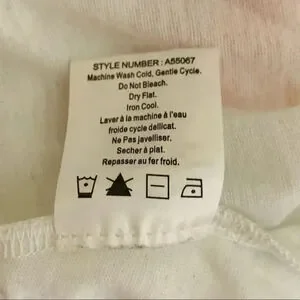 STYLE NUMBER : A55067
Machine Wash Cold, Gentle Cycle.
Do Not Bleach.
Dry Flat.
Iron Cool.
Laver à la machine à l'eau
froide cycle dellicat.
Ne Pas javelliser.
Secher à plat.
Repasser au fer froid.